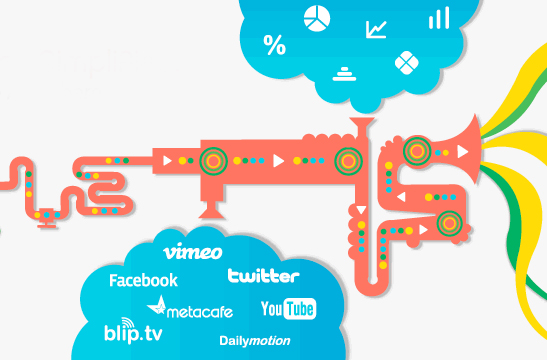 %
vimeo
Facebook
twitter
metacafe
YouTube
blip.tv
Dailymotion